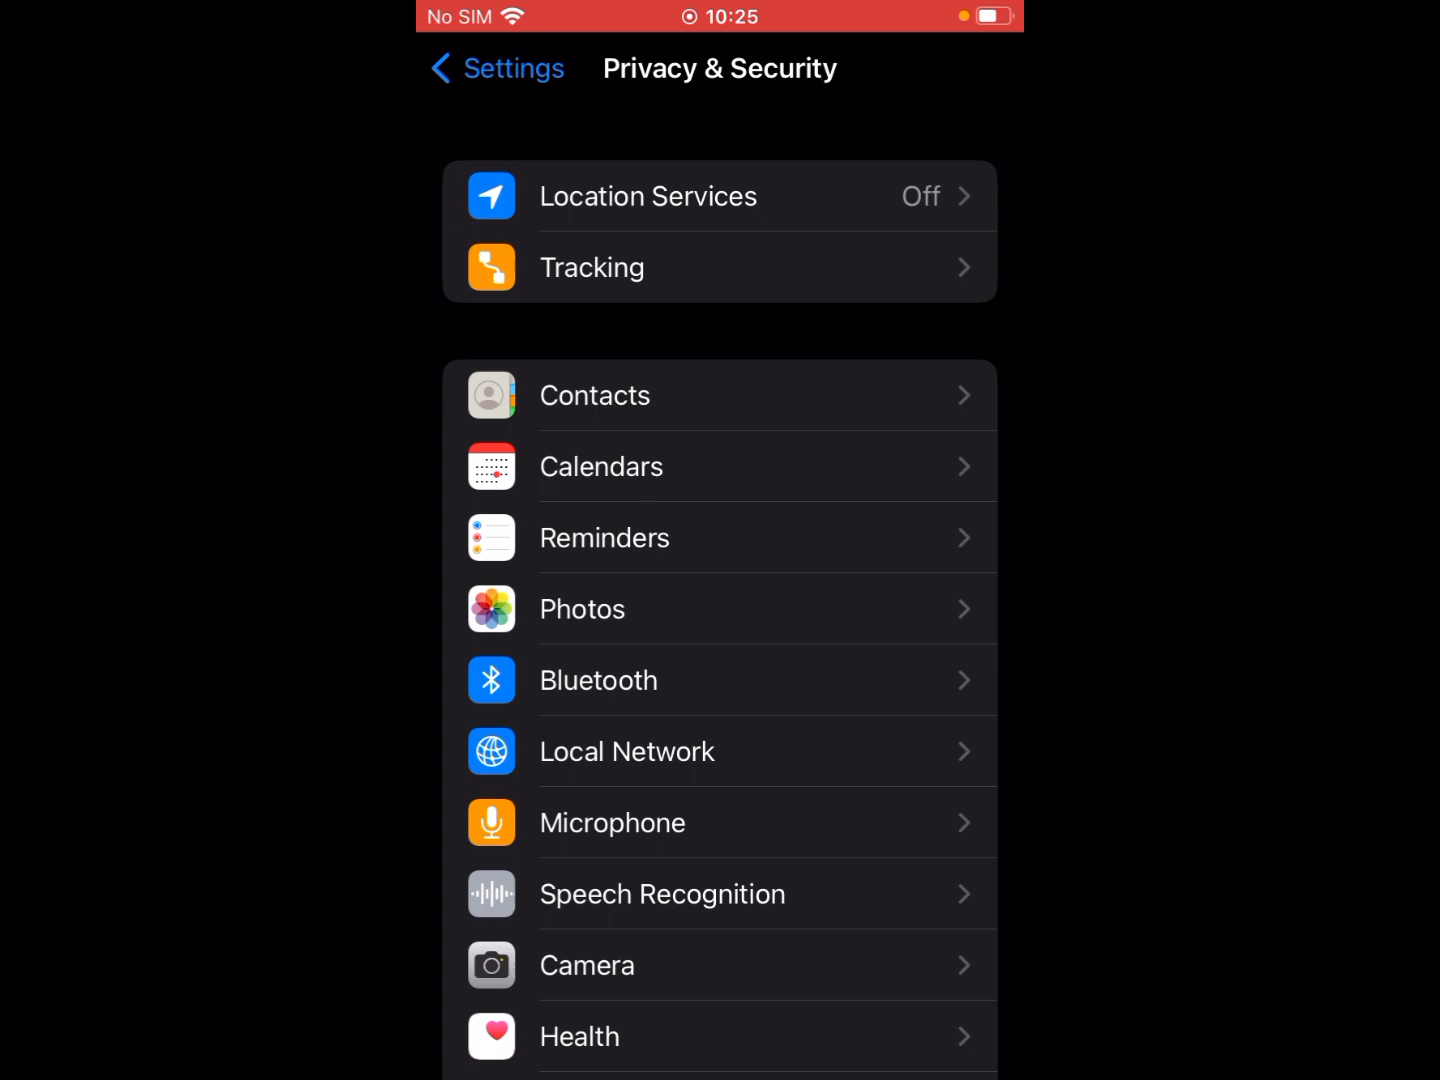 No SIM 10:25
Settings Privacy & Security
Location Services Off
Tracking
Contacts
Calendars
Reminders
Photos
Bluetooth
Local Network
Microphone
Speech Recognition
Camera
Health